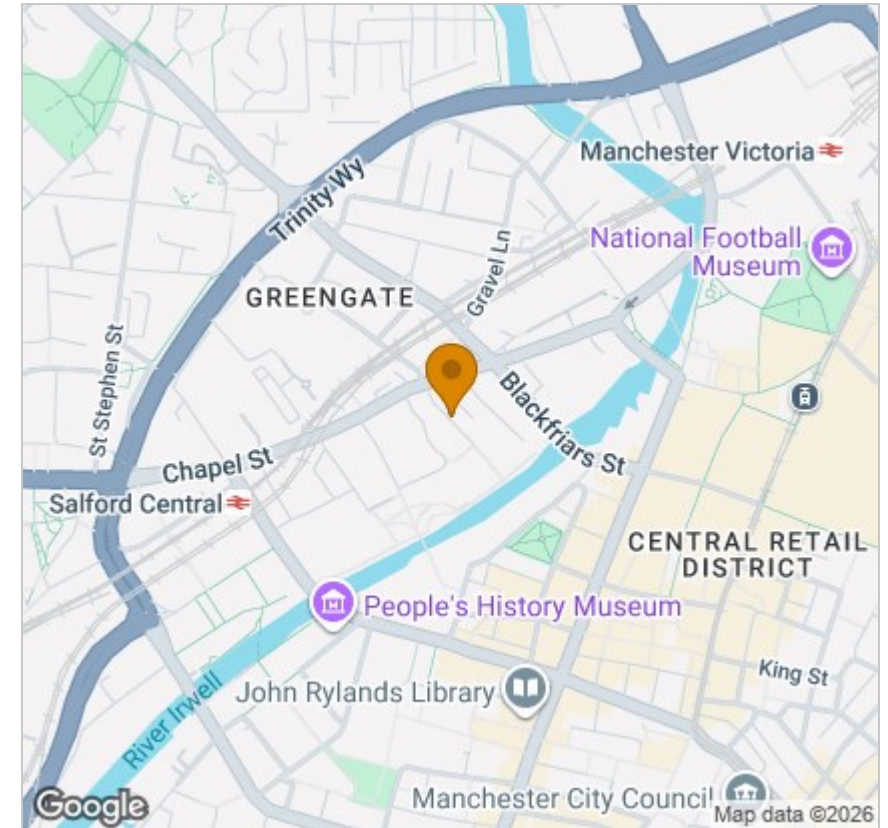 Manchester Victoria
National Football
Museum
Trinity Wy
Gravel Ln
GREENGATE
St Stephen St
Blackfriars St
Chapel St
Salford Central
CENTRAL RETAIL
DISTRICT
People's History Museum
King St
John Rylands Library
River Irwell
Manchester City Council
Google
Map data ©2026